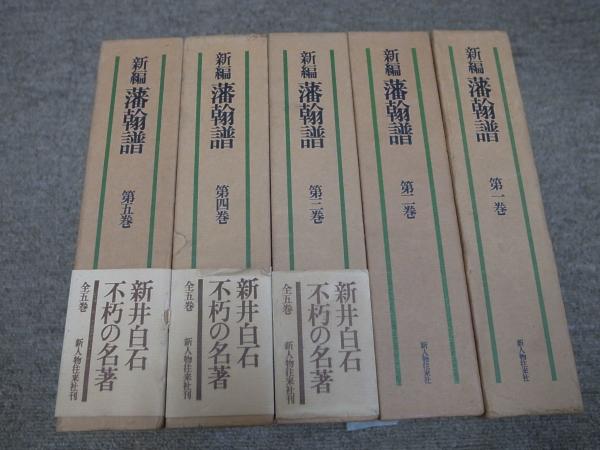 新編 藩翰譜 第一巻
新人物往来社
新編 藩翰譜 第二巻
新人物往来社
新編 藩翰譜 第三巻
新井白石
不朽の名著
全五巻
新人物往来社刊
新編 藩翰譜 第四巻
新井白石
不朽の名著
全五巻
新人物往来社刊
新編 藩翰譜 第五巻
新井白石
不朽の名著
全五巻
新人物往来社刊